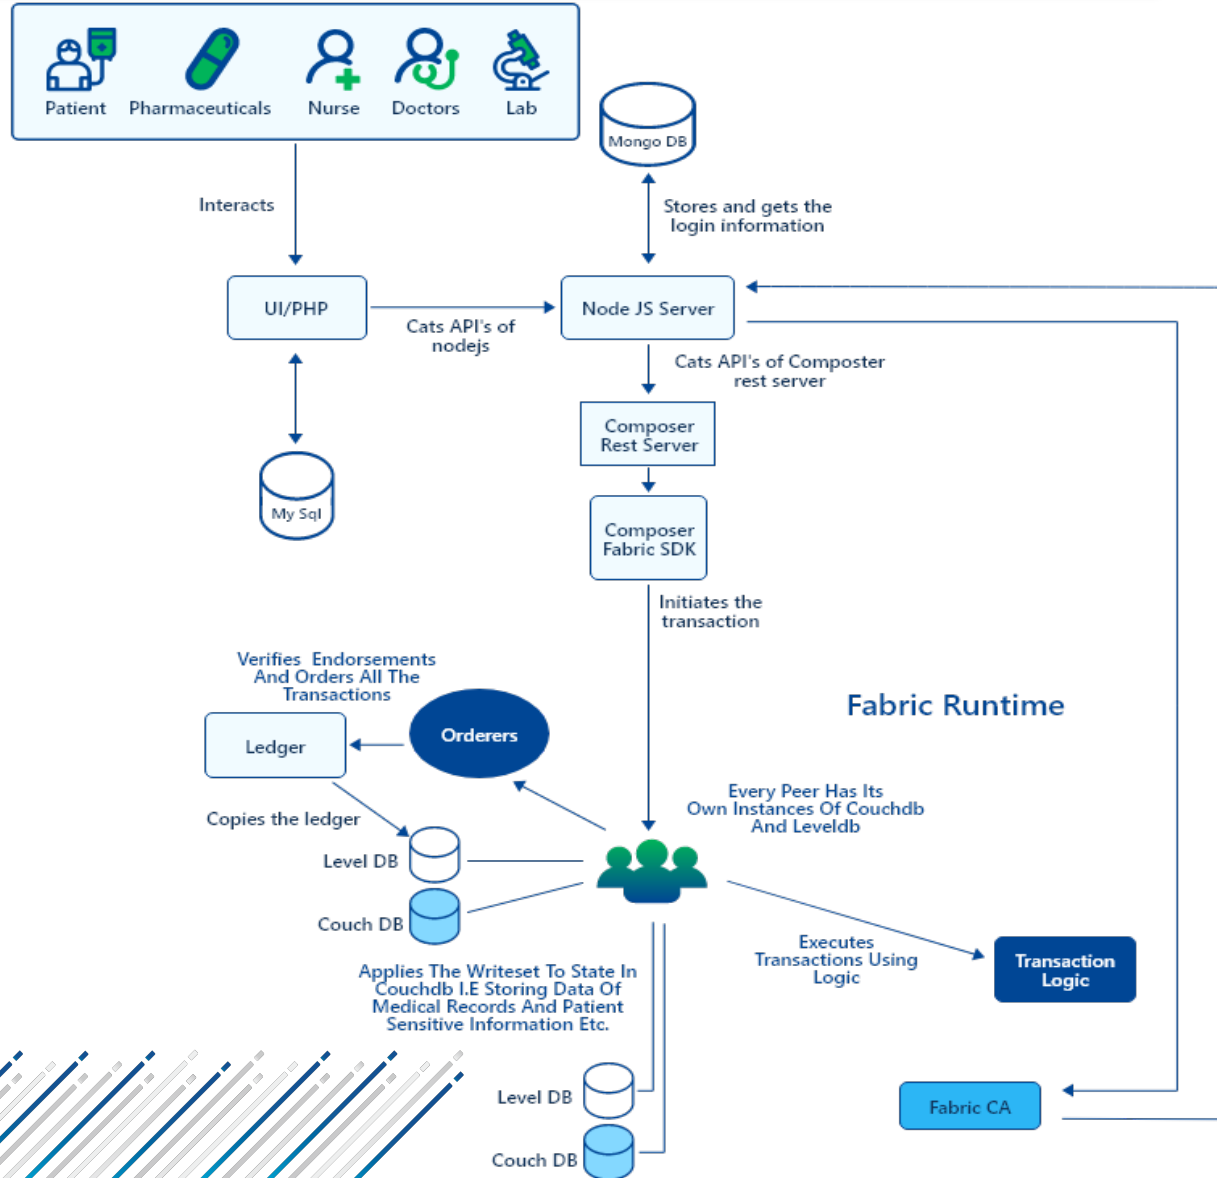 Patient Pharmaceuticals Nurse Doctors Lab
Mongo DB
Interacts
Stores and gets the
login information
UI/PHP
Node JS Server
Cats API's of
nodejs
Cats API's of Composter
rest server
Composer
Rest Server
My Sql
Composer
Fabric SDK
Initiates the
transaction
Verifies Endorsements
And Orders All The
Transactions
Fabric Runtime
Orderers
Ledger
Every Peer Has Its
Own Instances Of Couchdb
And Leveldb
Copies the ledger
Level DB
Couch DB
Executes
Transactions Using
Logic
Transaction
Logic
Applies The Writeset To State In
Couchdb I.E Storing Data Of
Medical Records And Patient
Sensitive Information Etc.
Level DB
Fabric CA
Couch DB